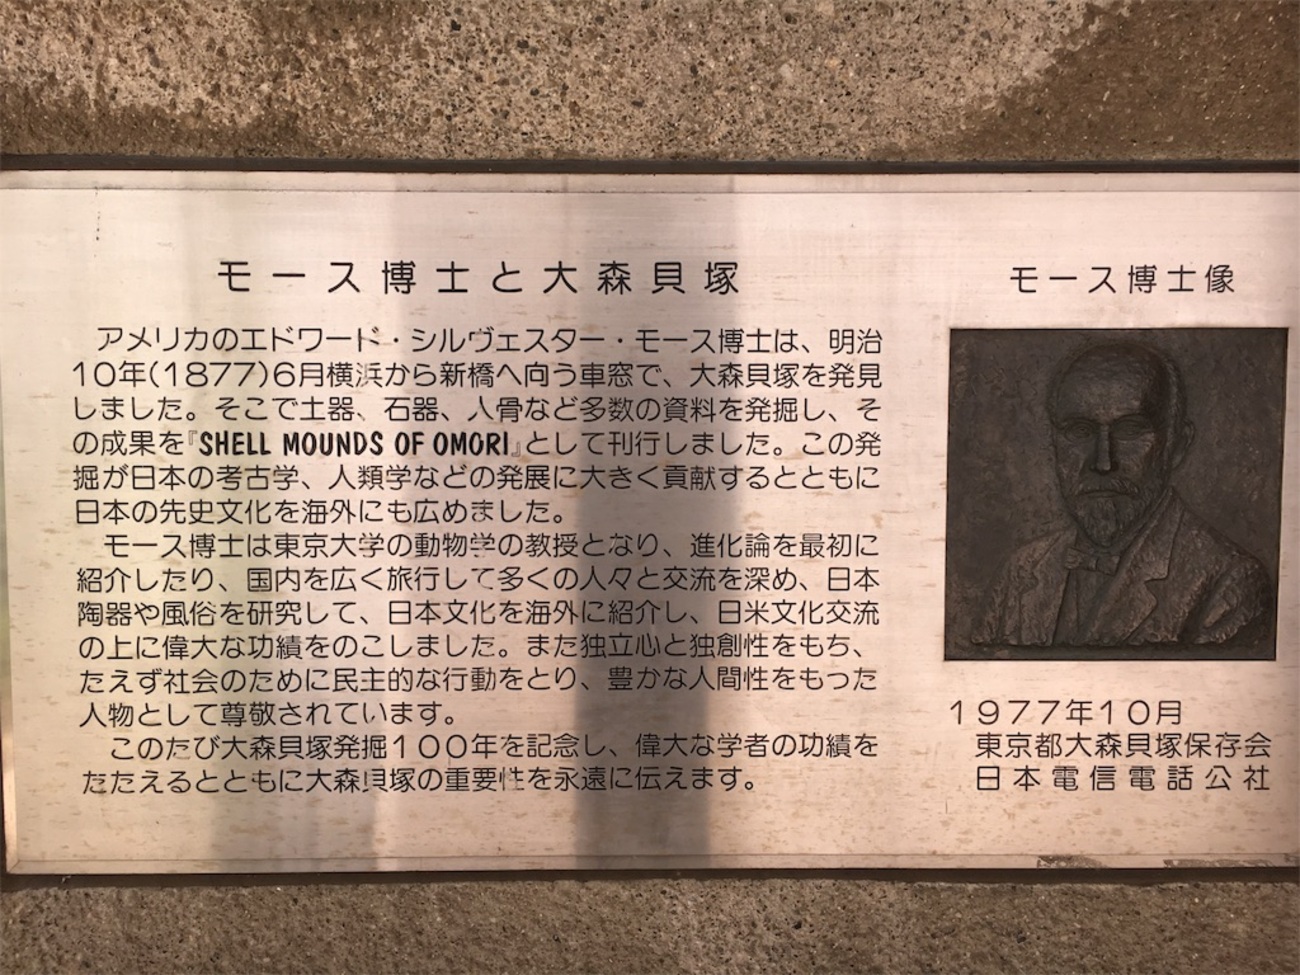 モース博士と大森貝塚
アメリカのエドワード・シルヴェスター・モース博士は、明治
10年(1877)6月横浜から新橋へ向う車窓で、大森貝塚を発見
しました。そこで土器、石器、人骨など多数の資料を発掘し、そ
の成果を『SHELL MOUNDS OF OMORI』として刊行しました。この発
掘が日本の考古学、人類学などの発展に大きく貢献するとともに
日本の先史文化を海外にも広めました。
モース博士は東京大学の動物学の教授となり、進化論を最初に
紹介したり、国内を広く旅行して多くの人々と交流を深め、日本
陶器や風俗を研究して、日本文化を海外に紹介し、日米文化交流
の上に偉大な功績をのこしました。また独立心と独創性をもち、
たえず社会のために民主的な行動をとり、豊かな人間性をもった
人物として尊敬されています。
このたび大森貝塚発掘100年を記念し、偉大な学者の功績を
たたえるとともに大森貝塚の重要性を永遠に伝えます。
モース博士像
1977年10月
東京都大森貝塚保存会
日本電信電話公社